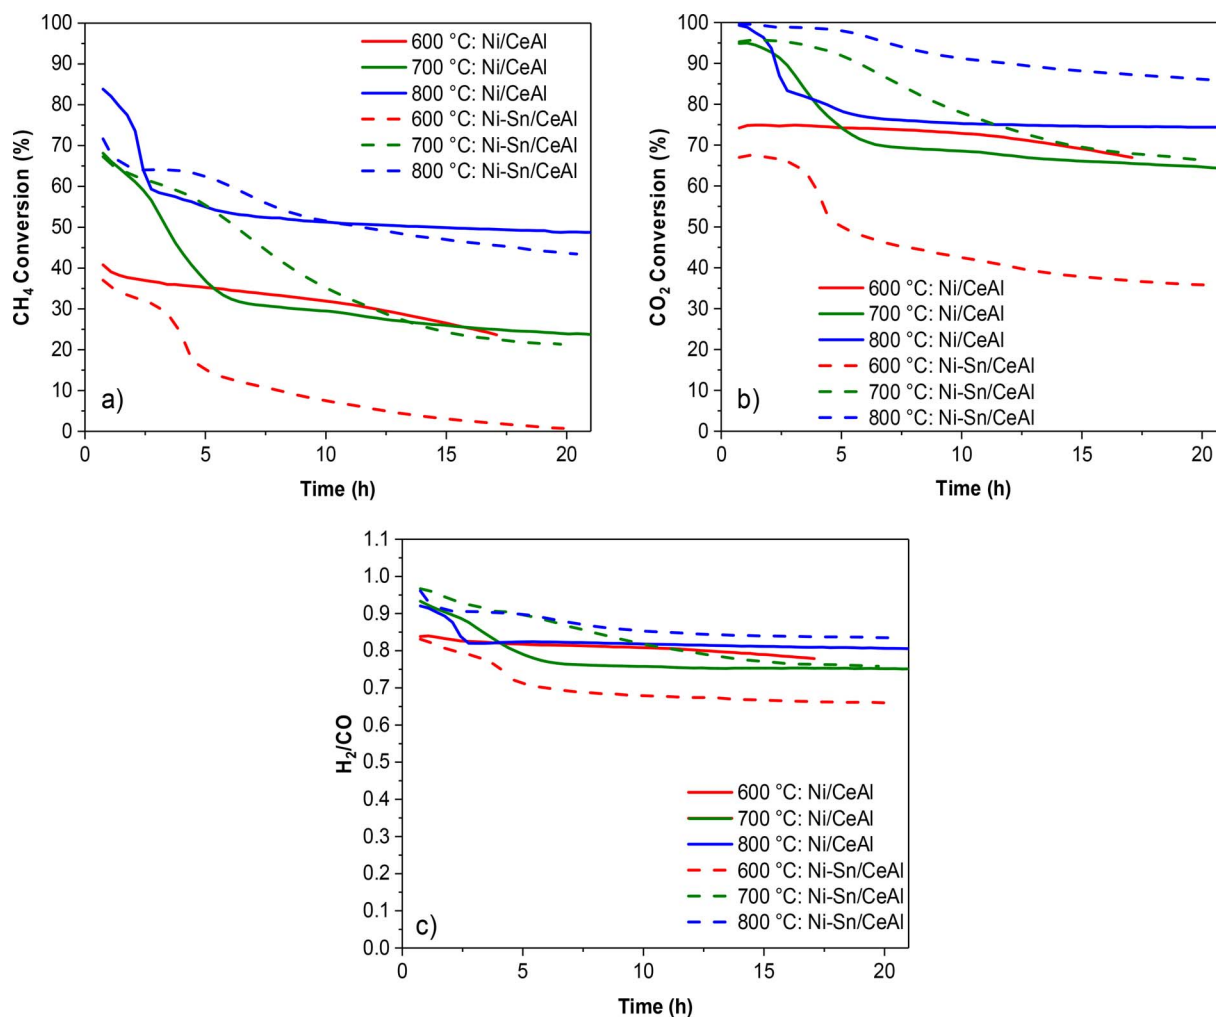 100
90
80
70
60
50
40
30
20
10
0
CH4 Conversion (%)
600 °C: Ni/CeAl
700 °C: Ni/CeAl
800 °C: Ni/CeAl
600 °C: Ni-Sn/CeAl
700 °C: Ni-Sn/CeAl
800 °C: Ni-Sn/CeAl
a)
0 5 10 15 20
Time (h)
100
90
80
70
60
50
40
30
20
10
0
CO2 Conversion (%)
600 °C: Ni/CeAl
700 °C: Ni/CeAl
800 °C: Ni/CeAl
600 °C: Ni-Sn/CeAl
700 °C: Ni-Sn/CeAl
800 °C: Ni-Sn/CeAl
b)
0 5 10 15 20
Time (h)
1.1
1.0
0.9
0.8
0.7
0.6
0.5
0.4
0.3
0.2
0.1
0.0
H2/CO
600 °C: Ni/CeAl
700 °C: Ni/CeAl
800 °C: Ni/CeAl
600 °C: Ni-Sn/CeAl
700 °C: Ni-Sn/CeAl
800 °C: Ni-Sn/CeAl
c)
0 5 10 15 20
Time (h)